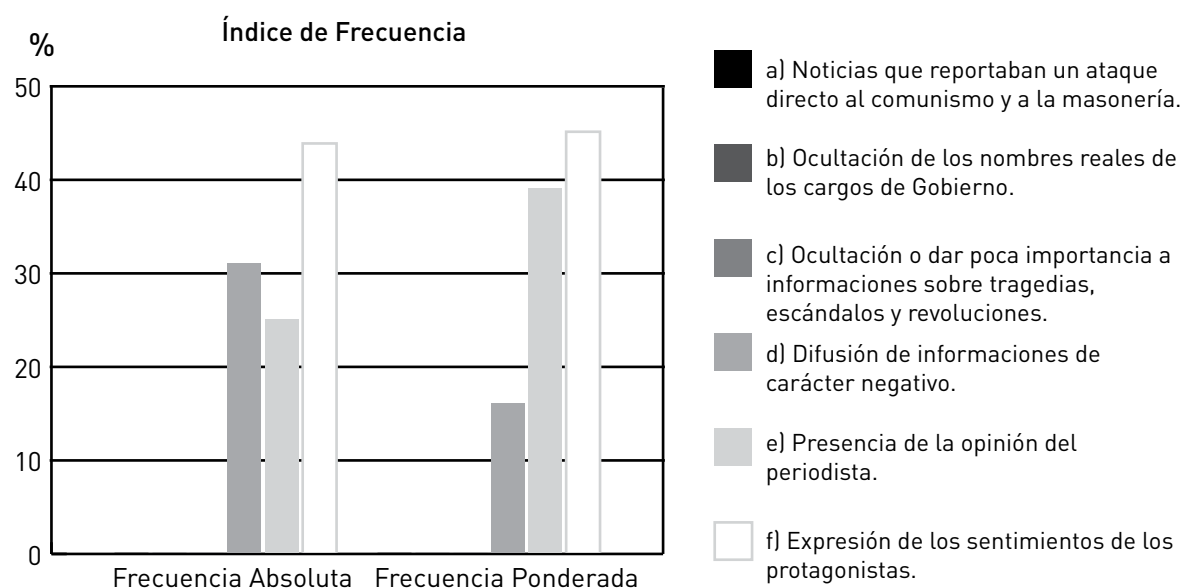 Índice de Frecuencia
%
50
40
30
20
10
0
Frecuencia Absoluta Frecuencia Ponderada
a) Noticias que reportaban un ataque
directo al comunismo y a la masonería.
b) Ocultación de los nombres reales de
los cargos de Gobierno.
c) Ocultación o dar poca importancia a
informaciones sobre tragedias,
escándalos y revoluciones.
d) Difusión de informaciones de
carácter negativo.
e) Presencia de la opinión del
periodista.
f) Expresión de los sentimientos de los
protagonistas.